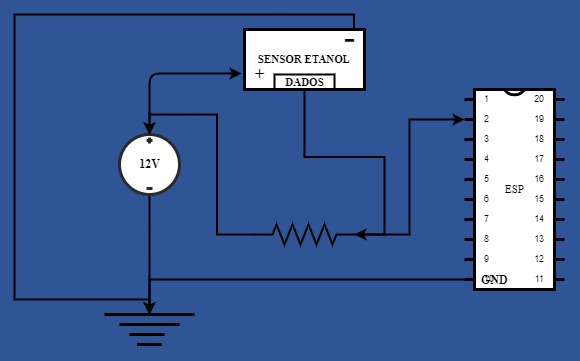 SENSOR ETANOL
+
DADOS
12V
ESP
1 20
2 19
3 18
4 17
5 16
6 15
7 14
8 13
9 12
GND 11